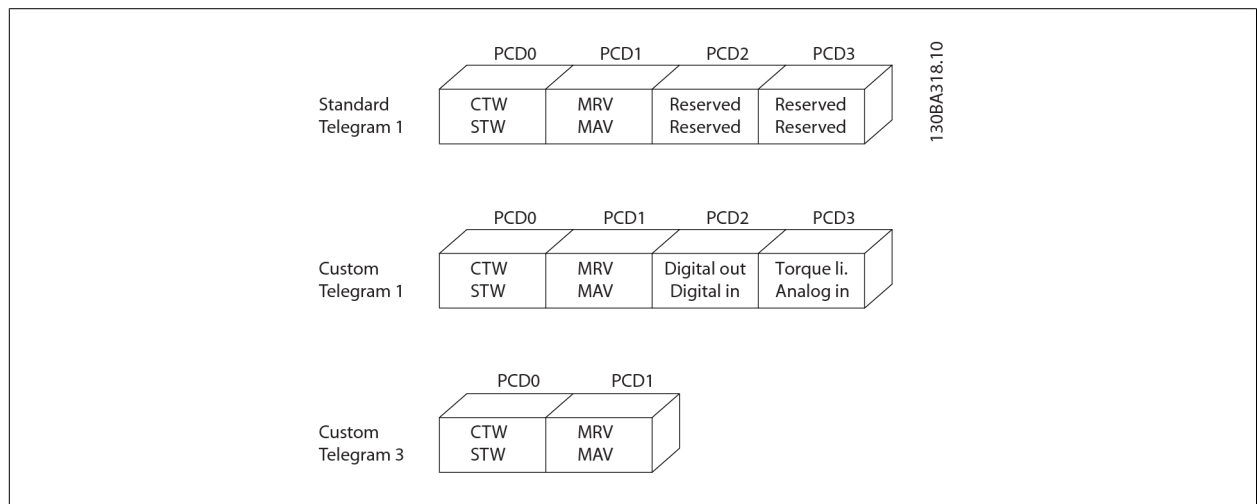 PCD0 PCD1 PCD2 PCD3
Standard CTW MRV Reserved Reserved
Telegram 1 STW MAV Reserved Reserved
130BA318.10
PCD0 PCD1 PCD2 PCD3
Custom CTW MRV Digital out Torque li.
Telegram 1 STW MAV Digital in Analog in
PCD0 PCD1
Custom CTW MRV
Telegram 3 STW MAV